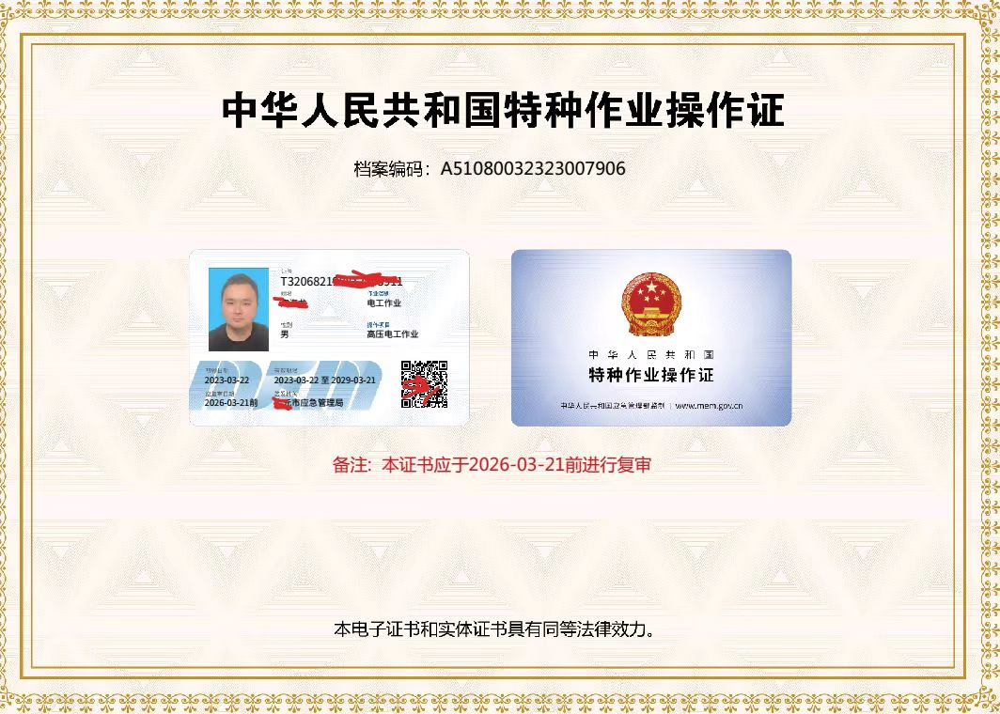 中华人民共和国特种作业操作证
档案编码：A51080032323007906
证号
T3206821
姓名
作业类别
电工作业
性别
男
操作项目
高压电工作业
初领日期
2023-03-22
有效期限
2023-03-22 至 2029-03-21
应复审日期
2026-03-21前
签发机关
元市应急管理局
中华人民共和国
特种作业操作证
中华人民共和国应急管理部监制 | www.mem.gov.cn
备注：本证书应于2026-03-21前进行复审
本电子证书和实体证书具有同等法律效力。